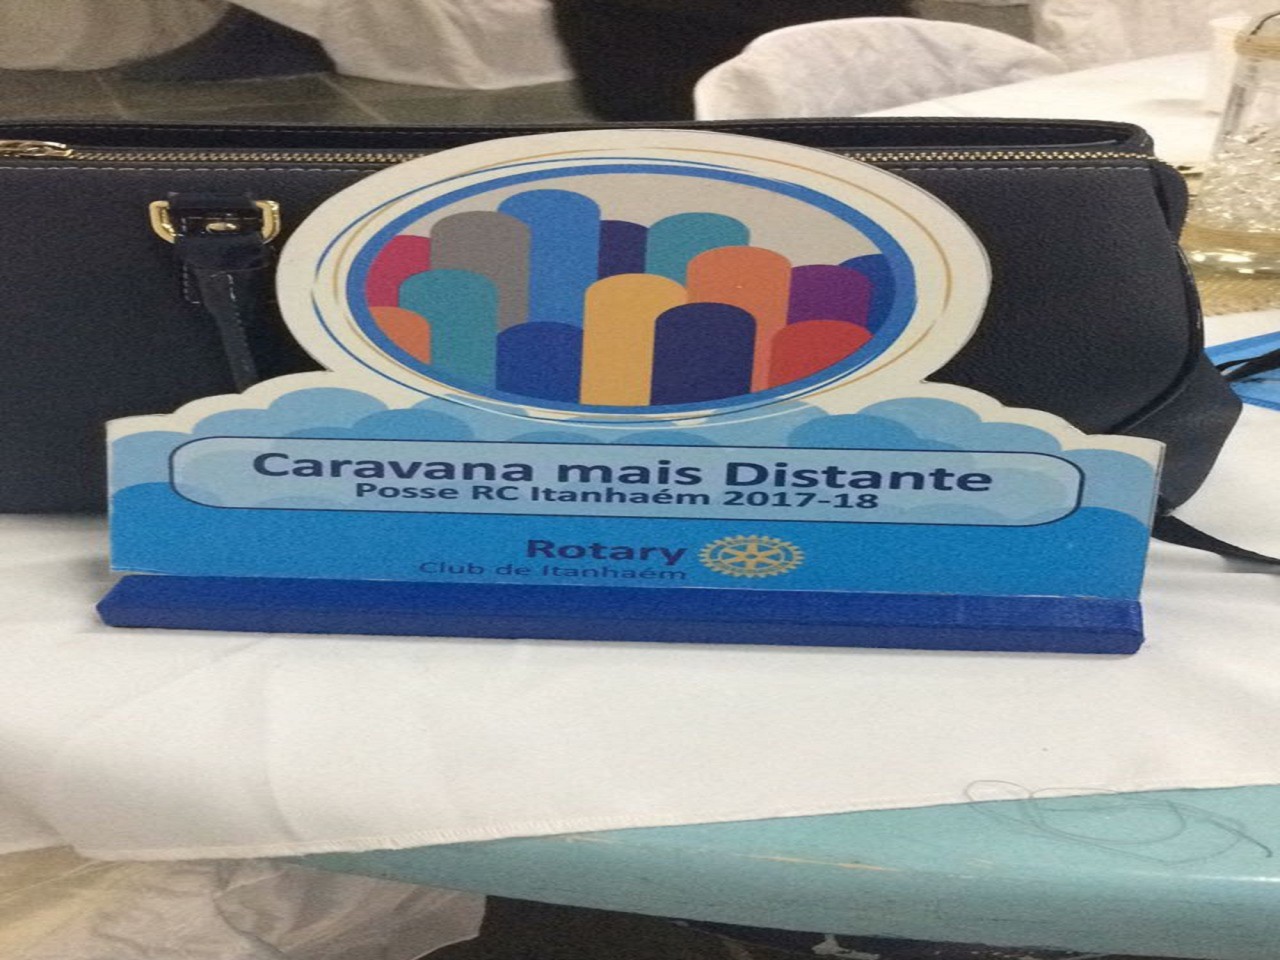 Caravana mais Distante
Posse RC Itanhaém 2017-18
Rotary
Club de Itanhaém